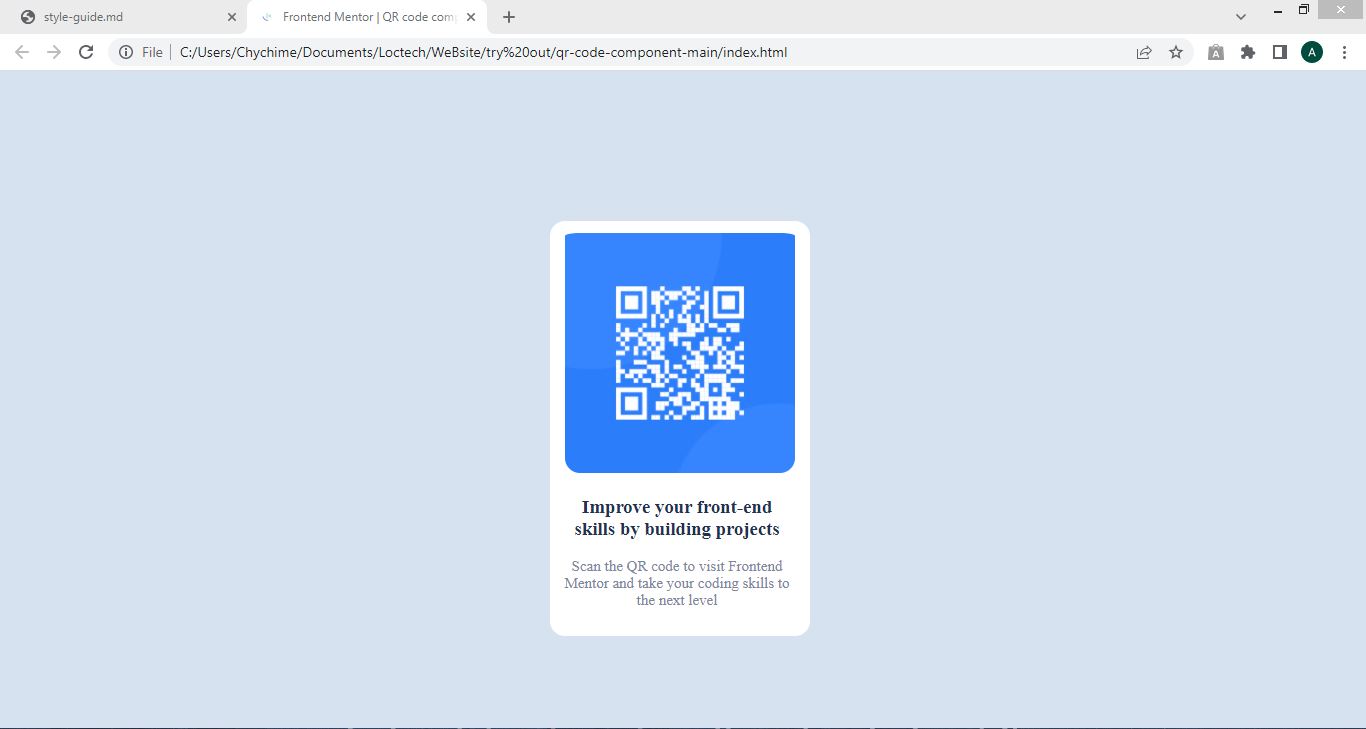 style-guide.md
Frontend Mentor | QR code com
File
C:/Users/Chychime/Documents/Loctech/WeBsite/try%20out/qr-code-component-main/index.html
A
A
Improve your front-end
skills by building projects
Scan the QR code to visit Frontend
Mentor and take your coding skills to
the next level